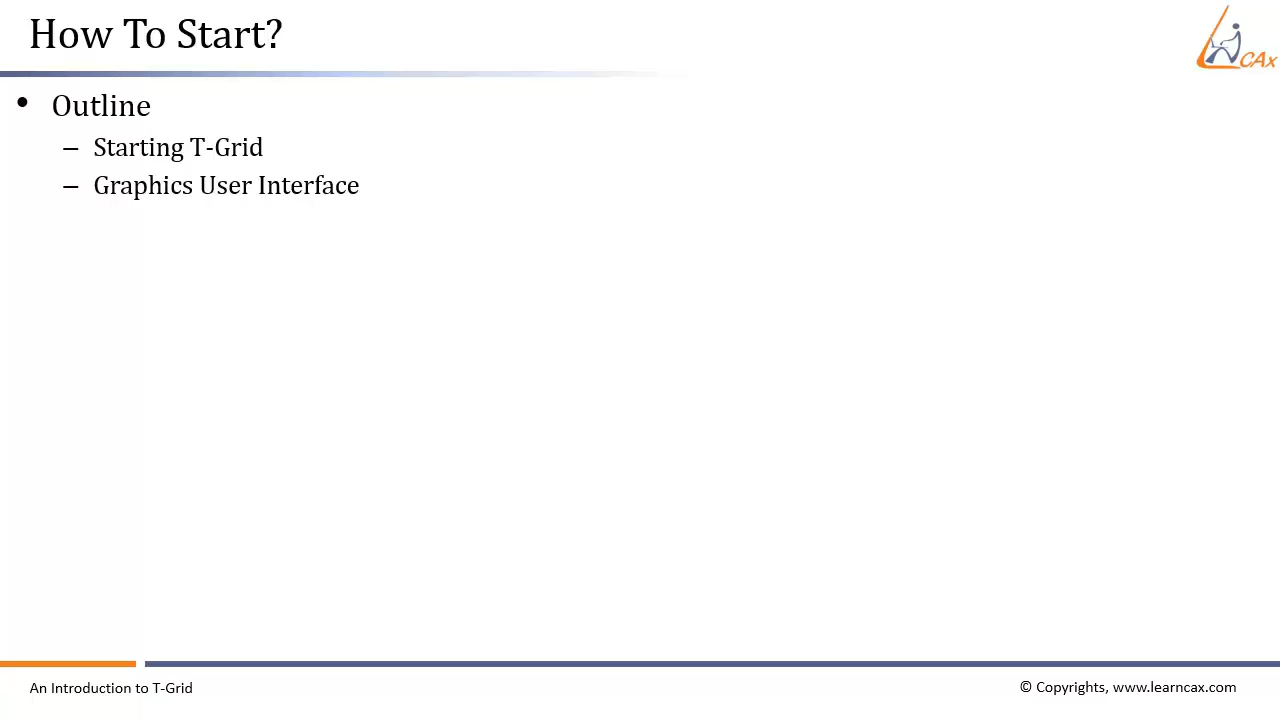 How To Start?
CAx
• Outline
– Starting T-Grid
– Graphics User Interface
An Introduction to T-Grid
© Copyrights, www.learncax.com